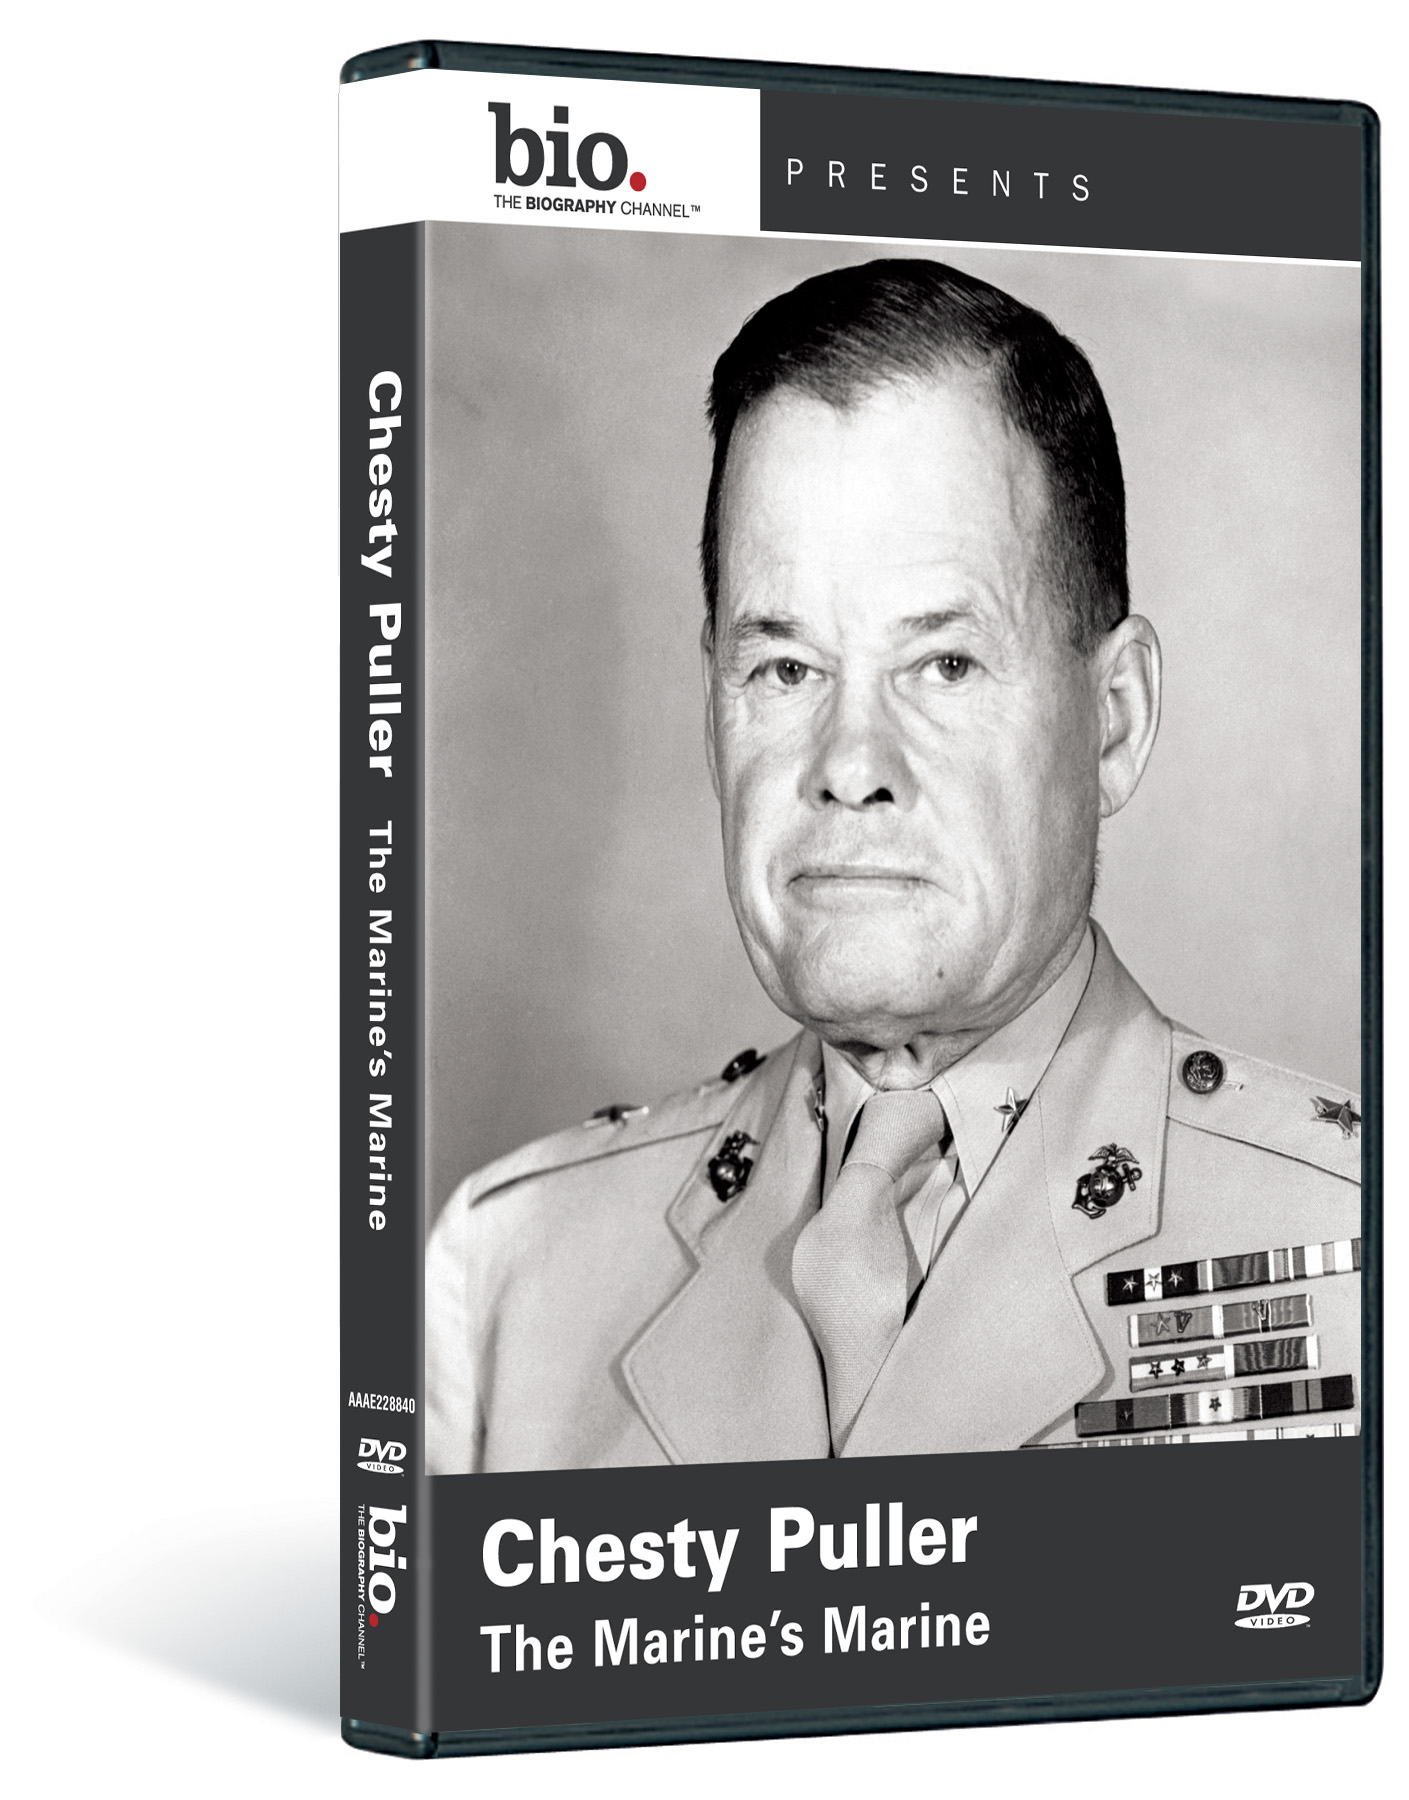 bio.
THE BIOGRAPHY CHANNEL™
PRESENTS
Chesty Puller The Marine's Marine
AAAE228840
DVD
VIDEO
bio.
THE BIOGRAPHY CHANNEL™
Chesty Puller
The Marine's Marine
DVD
VIDEO